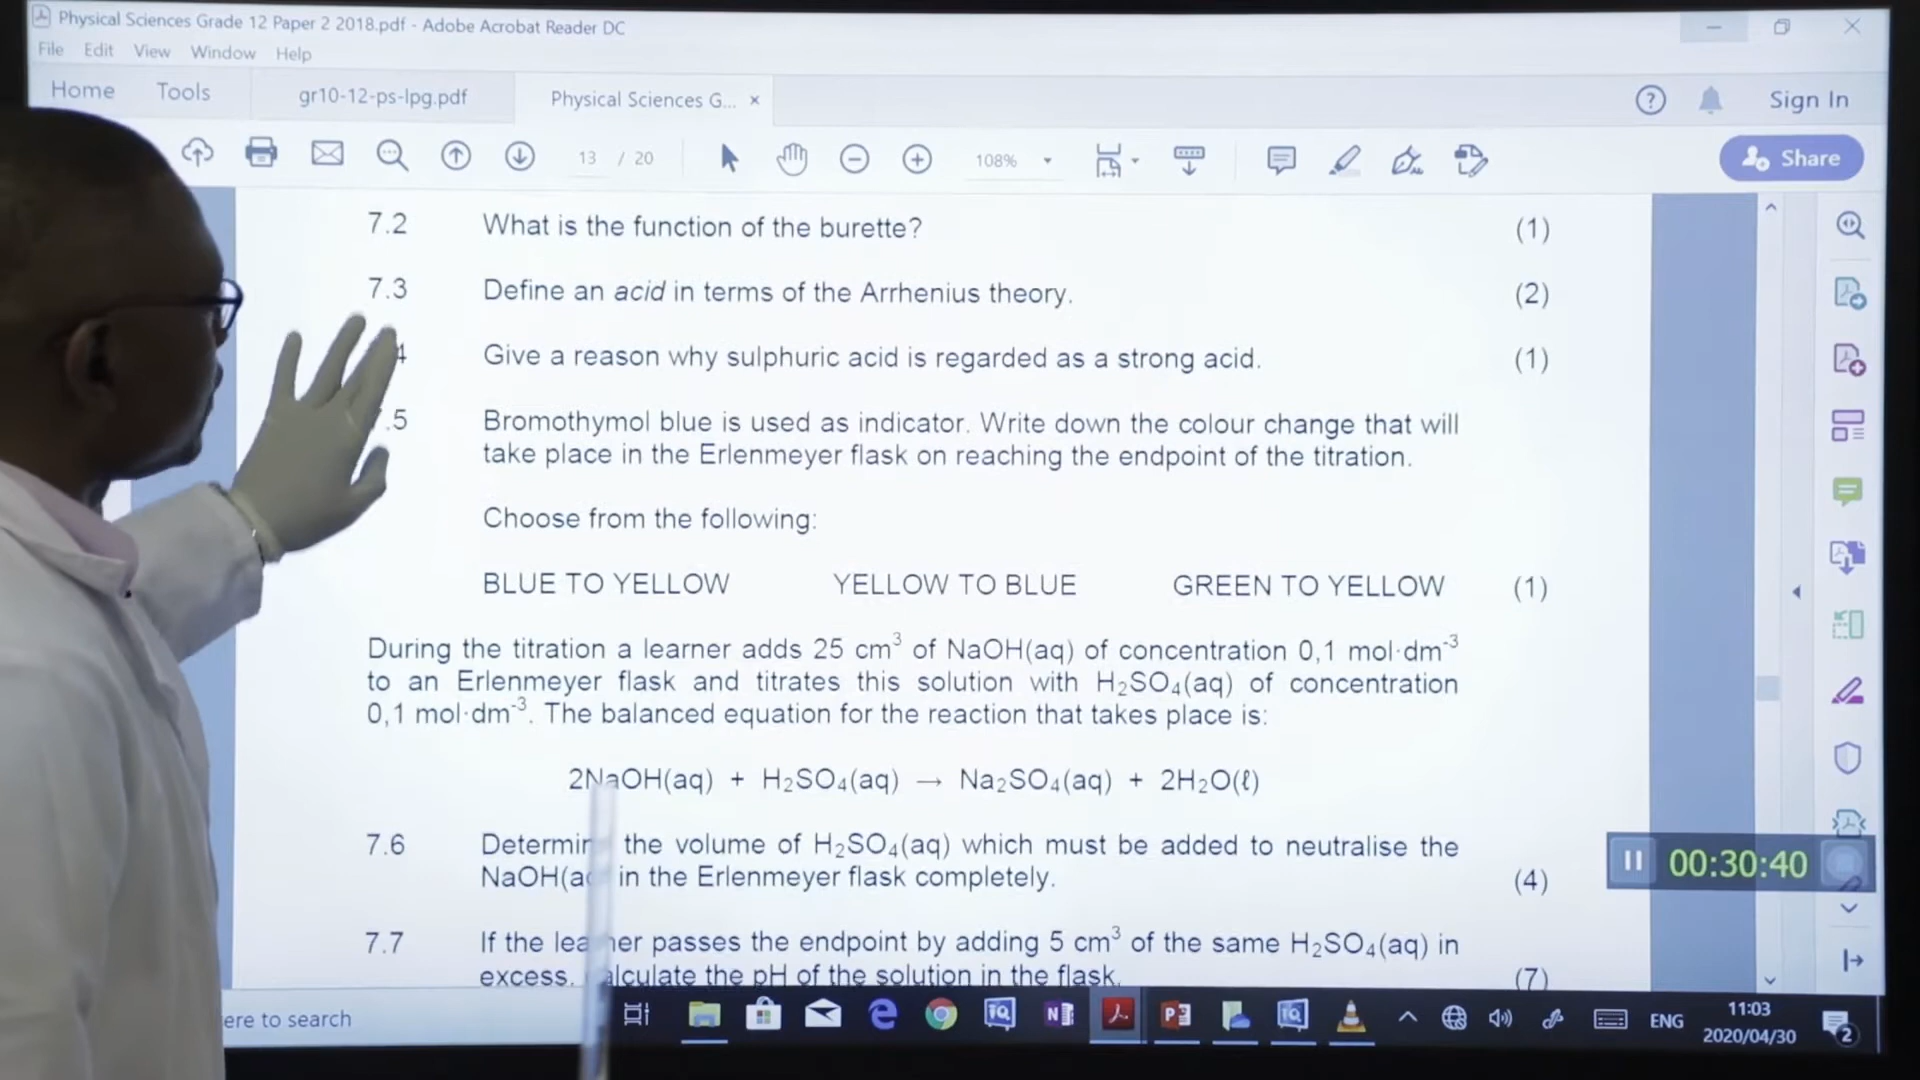 Physical Sciences Grade 12 Paper 2 2018.pdf - Adobe Acrobat Reader DC
File Edit View Window Help
Home Tools gr10-12-ps-lpg.pdf Physical Sciences G... × Sign In
13 / 20 108% Share
7.2 What is the function of the burette? (1)
7.3 Define an acid in terms of the Arrhenius theory. (2)
4 Give a reason why sulphuric acid is regarded as a strong acid. (1)
.5 Bromothymol blue is used as indicator. Write down the colour change that will
take place in the Erlenmeyer flask on reaching the endpoint of the titration.
Choose from the following:
BLUE TO YELLOW YELLOW TO BLUE GREEN TO YELLOW (1)
During the titration a learner adds 25 cm³ of NaOH(aq) of concentration 0,1 mol·dm⁻³
to an Erlenmeyer flask and titrates this solution with H₂SO₄(aq) of concentration
0,1 mol·dm⁻³. The balanced equation for the reaction that takes place is:
2NaOH(aq) + H₂SO₄(aq) → Na₂SO₄(aq) + 2H₂O(ℓ)
7.6 Determin the volume of H₂SO₄(aq) which must be added to neutralise the
NaOH(a in the Erlenmeyer flask completely. (4)
00:30:40
7.7 If the learner passes the endpoint by adding 5 cm³ of the same H₂SO₄(aq) in
excess, calculate the pH of the solution in the flask. (7)
ere to search ENG 11:03
2020/04/30 2